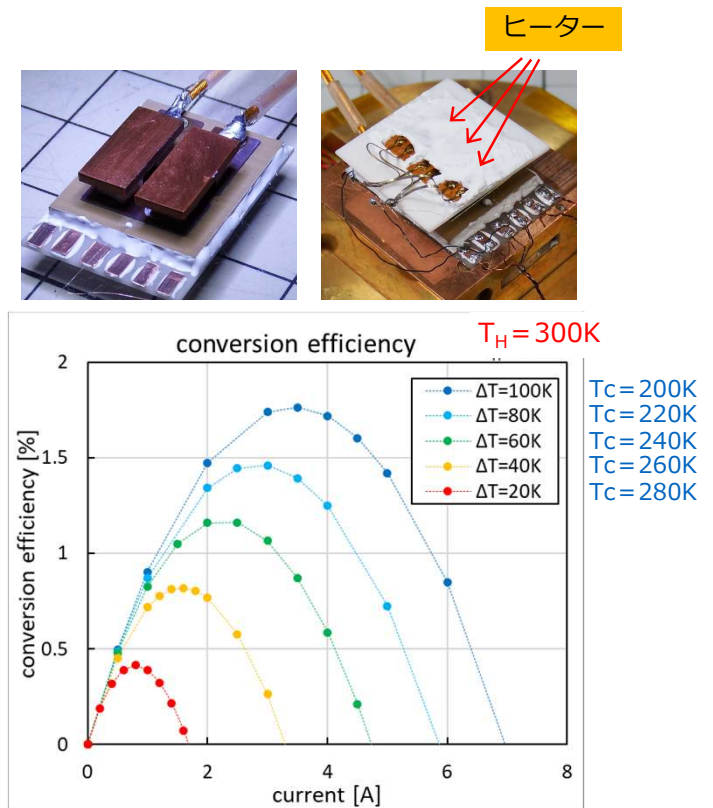 ヒーター
T_H＝300K
conversion efficiency
conversion efficiency [%]
2
1.5
1
0.5
0
ΔT=100K
ΔT=80K
ΔT=60K
ΔT=40K
ΔT=20K
Tc＝200K
Tc＝220K
Tc＝240K
Tc＝260K
Tc＝280K
0 2 4 6 8
current [A]